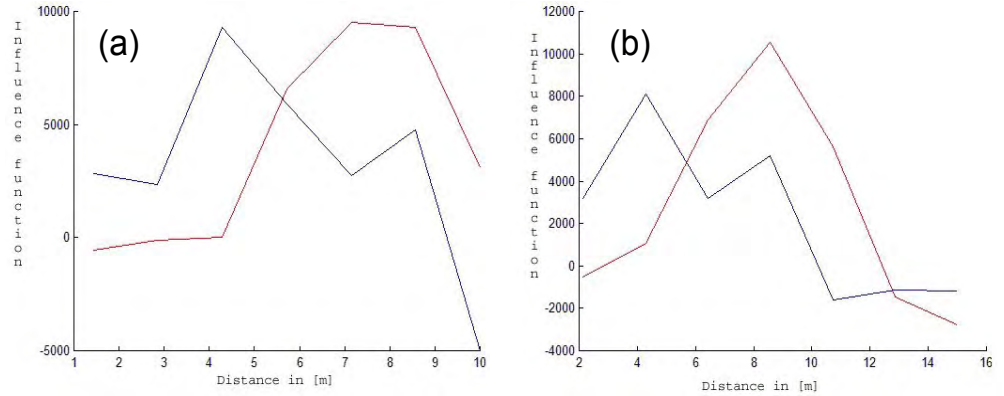 (a)
Influence function
10000
5000
0
-5000
1 2 3 4 5 6 7 8 9 10
Distance in [m]
(b)
Influence function
12000
10000
8000
6000
4000
2000
0
-2000
-4000
2 4 6 8 10 12 14 16
Distance in [m]